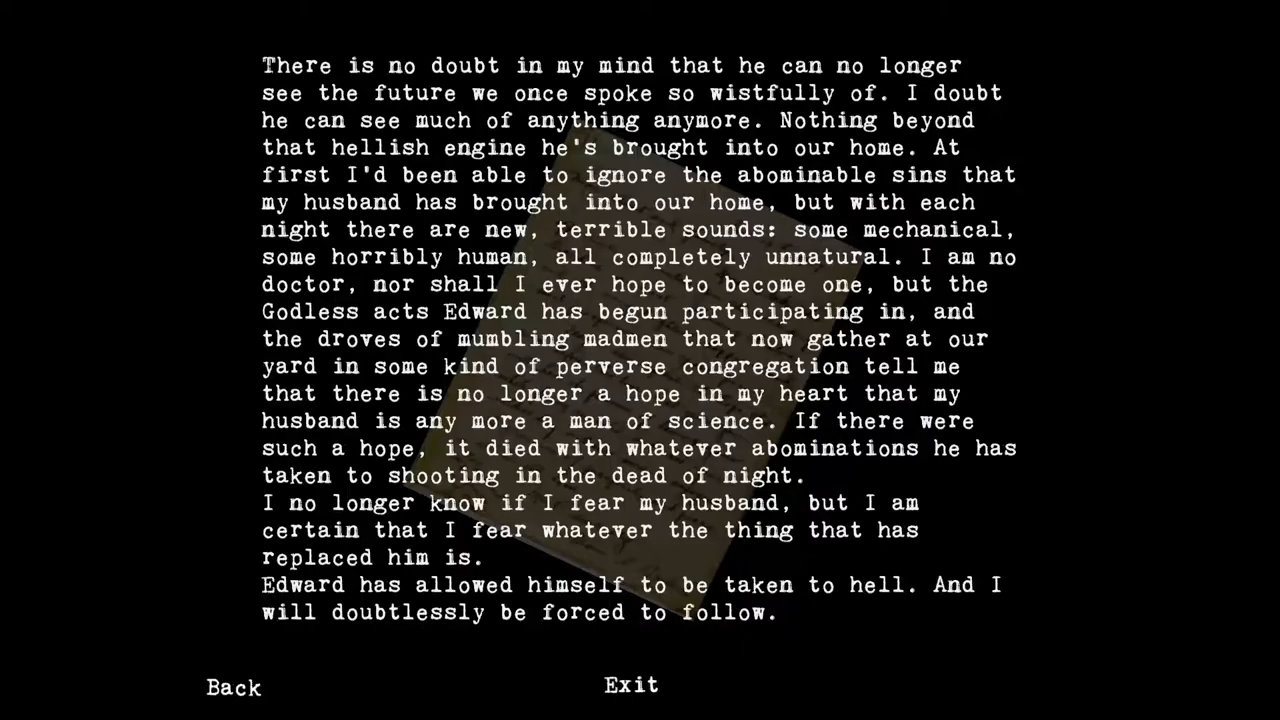 There is no doubt in my mind that he can no longer
see the future we once spoke so wistfully of. I doubt
he can see much of anything anymore. Nothing beyond
that hellish engine he's brought into our home. At
first I'd been able to ignore the abominable sins that
my husband has brought into our home, but with each
night there are new, terrible sounds: some mechanical,
some horribly human, all completely unnatural. I am no
doctor, nor shall I ever hope to become one, but the
Godless acts Edward has begun participating in, and
the droves of mumbling madmen that now gather at our
yard in some kind of perverse congregation tell me
that there is no longer a hope in my heart that my
husband is any more a man of science. If there were
such a hope, it died with whatever abominations he has
taken to shooting in the dead of night.
I no longer know if I fear my husband, but I am
certain that I fear whatever the thing that has
replaced him is.
Edward has allowed himself to be taken to hell. And I
will doubtlessly be forced to follow.
Back
Exit